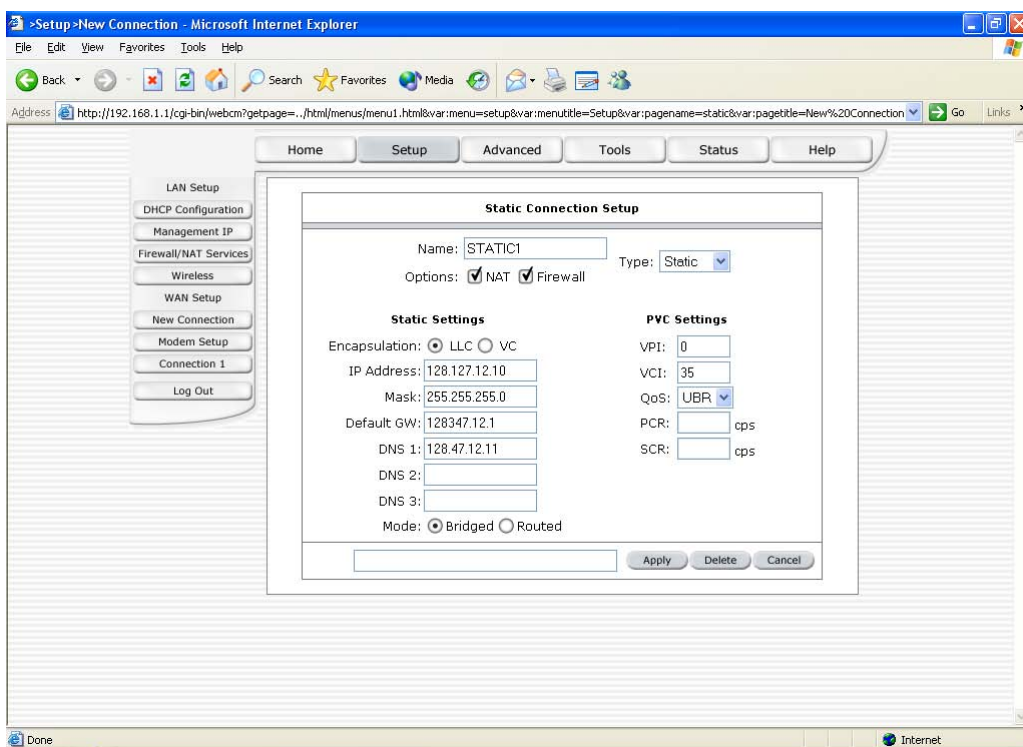 >Setup>New Connection - Microsoft Internet Explorer
File Edit View Favorites Tools Help
Back Search Favorites Media
Address http://192.168.1.1/cgi-bin/webcm?getpage=../html/menus/menu1.html&var:menu=setup&var:menutitle=Setup&var:pagename=static&var:pagetitle=New%20Connection Go Links
Home Setup Advanced Tools Status Help
LAN Setup
DHCP Configuration
Management IP
Firewall/NAT Services
Wireless
WAN Setup
New Connection
Modem Setup
Connection 1
Log Out
Static Connection Setup
Name: STATIC1
Type: Static
Options: NAT Firewall
Static Settings
Encapsulation: LLC VC
IP Address: 128.127.12.10
Mask: 255.255.255.0
Default GW: 128347.12.1
DNS 1: 128.47.12.11
DNS 2:
DNS 3:
Mode: Bridged Routed
PVC Settings
VPI: 0
VCI: 35
QoS: UBR
PCR: cps
SCR: cps
Apply Delete Cancel
Done Internet